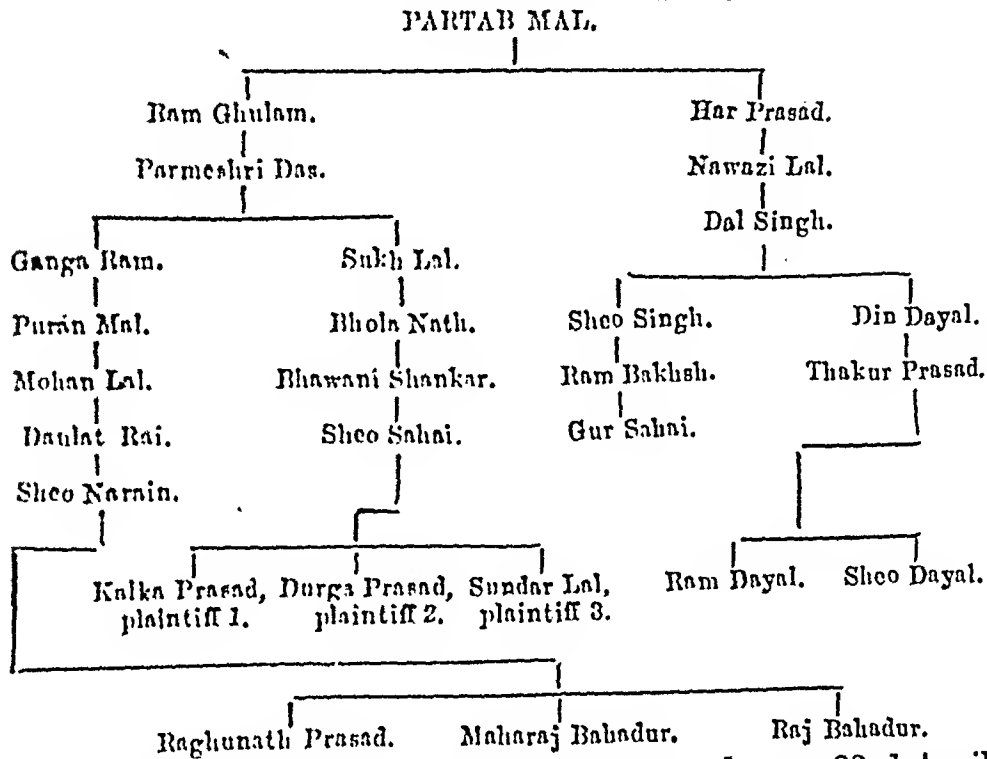 PARTAB MAL.
Ram Ghulam. Har Prasád.
Parmeshri Das. Nawazi Lal.
Dal Singh.
Ganga Ram. Sukh Lal.
Purán Mal. Bhola Nath. Sheo Singh. Din Dayal.
Mohan Lal. Bhawani Shankar. Ram Bakhsh. Thakur Prasad.
Daulat Rai. Sheo Sahai. Gur Sahai.
Sheo Narain.
Kalka Prasad, Durga Prasad, Sundar Lal, Ram Dayal. Sheo Dayal.
plaintiff 1. plaintiff 2. plaintiff 3.
Raghunath Prasad. Maharaj Bahadur. Raj Bahadur.